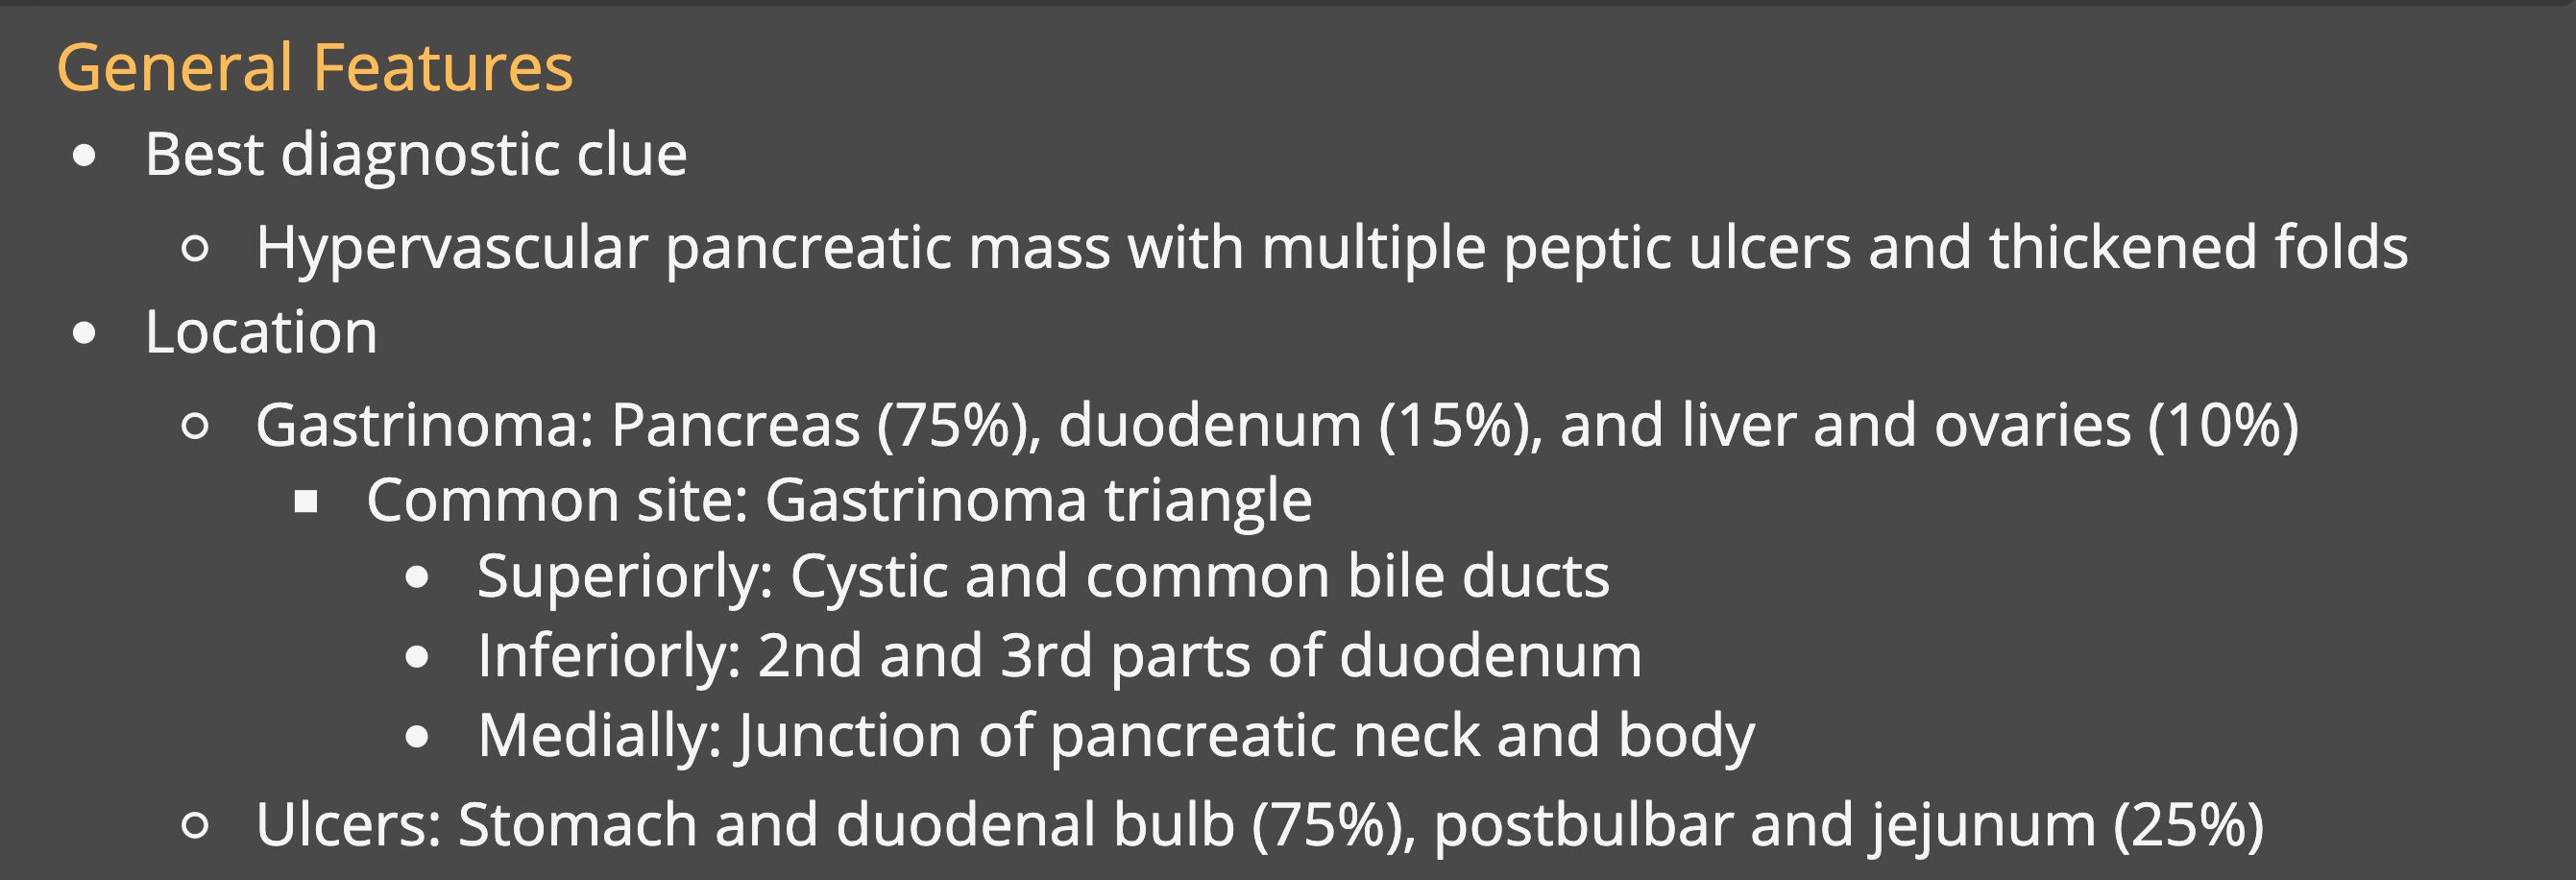 General Features
• Best diagnostic clue
○ Hypervascular pancreatic mass with multiple peptic ulcers and thickened folds
• Location
○ Gastrinoma: Pancreas (75%), duodenum (15%), and liver and ovaries (10%)
■ Common site: Gastrinoma triangle
• Superiorly: Cystic and common bile ducts
• Inferiorly: 2nd and 3rd parts of duodenum
• Medially: Junction of pancreatic neck and body
○ Ulcers: Stomach and duodenal bulb (75%), postbulbar and jejunum (25%)